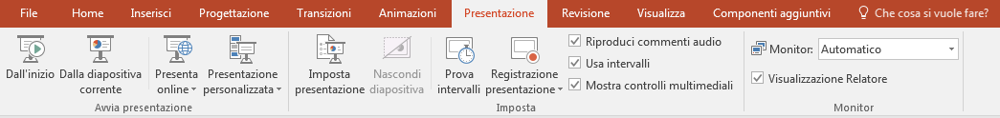 File Home Inserisci Progettazione Transizioni Animazioni Presentazione Revisione Visualizza Componenti aggiuntivi Che cosa si vuole fare?
Dall'inizio
Dalla diapositiva
corrente
Presenta
online
Presentazione
personalizzata
Avvia presentazione
Imposta
presentazione
Nascondi
diapositiva
Prova
intervalli
Registrazione
presentazione
Riproduci commenti audio
Usa intervalli
Mostra controlli multimediali
Imposta
Monitor: Automatico
Visualizzazione Relatore
Monitor